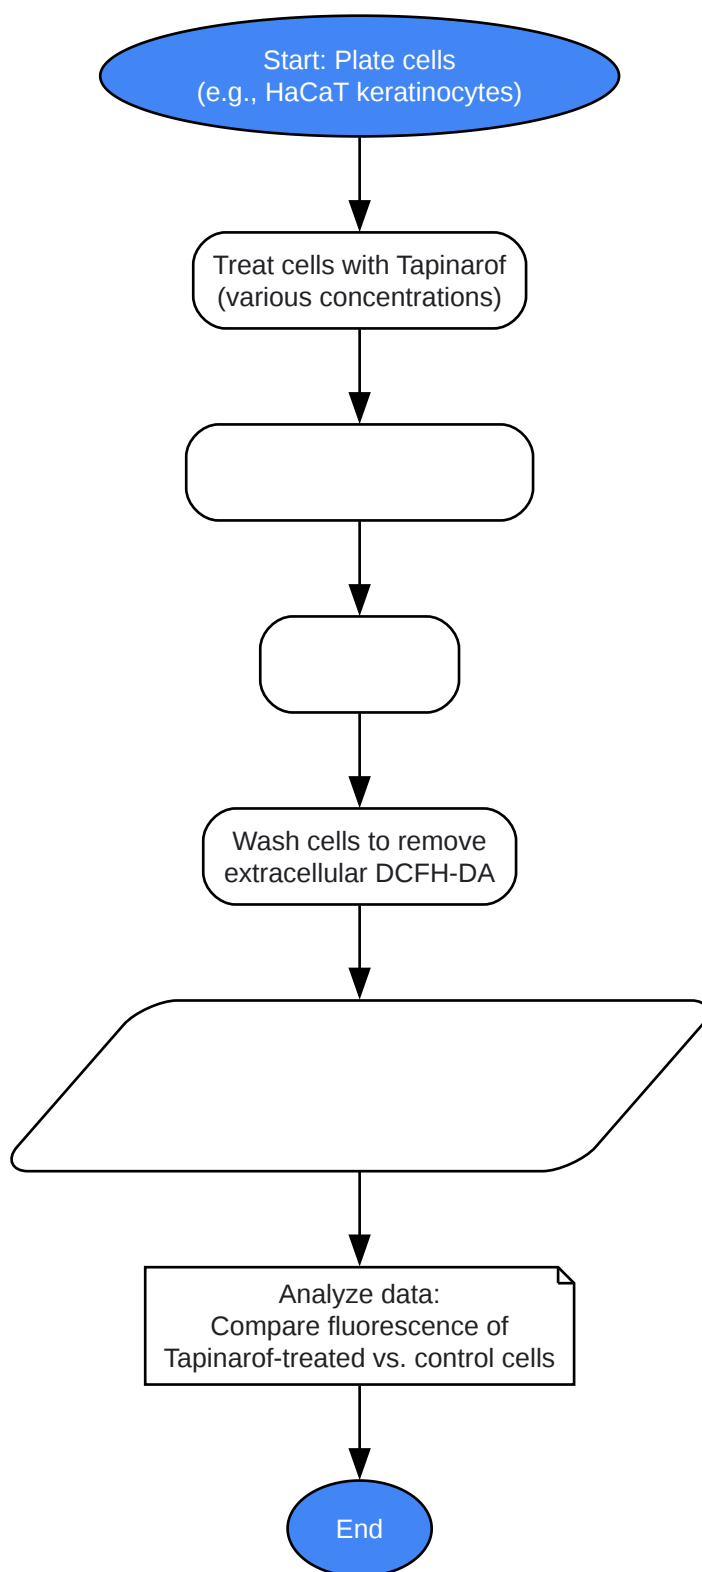 Start: Plate cells
(e.g., HaCaT keratinocytes)
Treat cells with Tapinarof
(various concentrations)
Wash cells to remove
extracellular DCFH-DA
Analyze data:
Compare fluorescence of
Tapinarof-treated vs. control cells
End